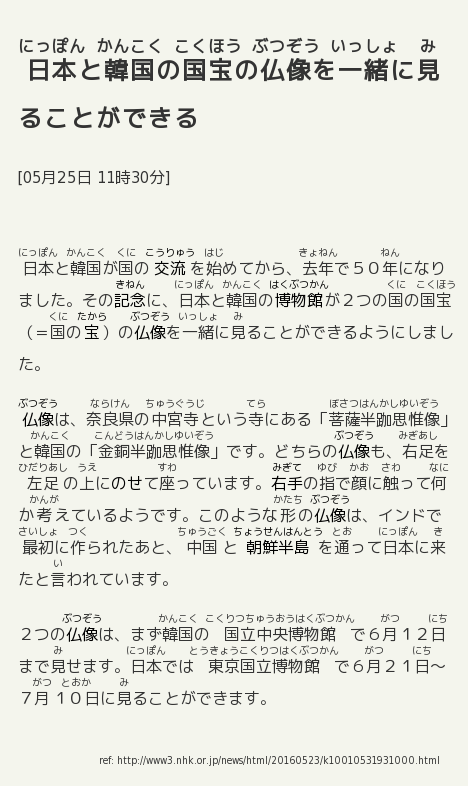 にっぽん かんこく こくほう ぶつぞう いっしょ み
日本と韓国の国宝の仏像を一緒に見
ることができる
[05月25日 11時30分]
にっぽん かんこく くに こうりゅう はじ きょねん ねん
日本と韓国が国の交流を始めてから、去年で５０年になり
きねん にっぽん かんこく はくぶつかん くに こくほう
ました。その記念に、日本と韓国の博物館が２つの国の国宝
くに たから ぶつぞう いっしょ み
（＝国の宝）の仏像を一緒に見ることができるようにしまし
た。
ぶつぞう ならけん ちゅうぐうじ てら ぼさつはんかしゆいぞう
仏像は、奈良県の中宮寺という寺にある「菩薩半跏思惟像」
かんこく こんどうはんかしゆいぞう ぶつぞう みぎあし
と韓国の「金銅半跏思惟像」です。どちらの仏像も、右足を
ひだりあし うえ すわ みぎて ゆび かお さわ なに
左足の上にのせて座っています。右手の指で顔に触って何
かんが かたち ぶつぞう
か考えているようです。このような形の仏像は、インドで
さいしょ つく ちゅうごく ちょうせんはんとう とお にっぽん き
最初に作られたあと、中国と朝鮮半島を通って日本に来
い
たと言われています。
ぶつぞう かんこく こくりつちゅうおうはくぶつかん がつ にち
２つの仏像は、まず韓国の国立中央博物館で６月１２日
み にっぽん とうきょうこくりつはくぶつかん がつ にち
まで見せます。日本では東京国立博物館で６月２１日～
がつ とおか み
７月１０日に見ることができます。
ref: http://www3.nhk.or.jp/news/html/20160523/k10010531931000.html